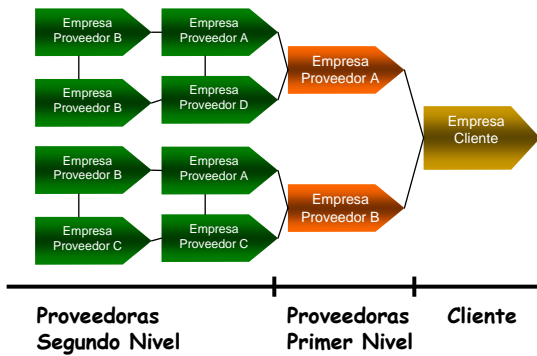 Empresa
Proveedor B
Empresa
Proveedor A
Empresa
Proveedor B
Empresa
Proveedor D
Empresa
Proveedor A
Empresa
Cliente
Empresa
Proveedor B
Empresa
Proveedor A
Empresa
Proveedor C
Empresa
Proveedor C
Empresa
Proveedor B
Proveedoras
Segundo Nivel
Proveedoras
Primer Nivel
Cliente